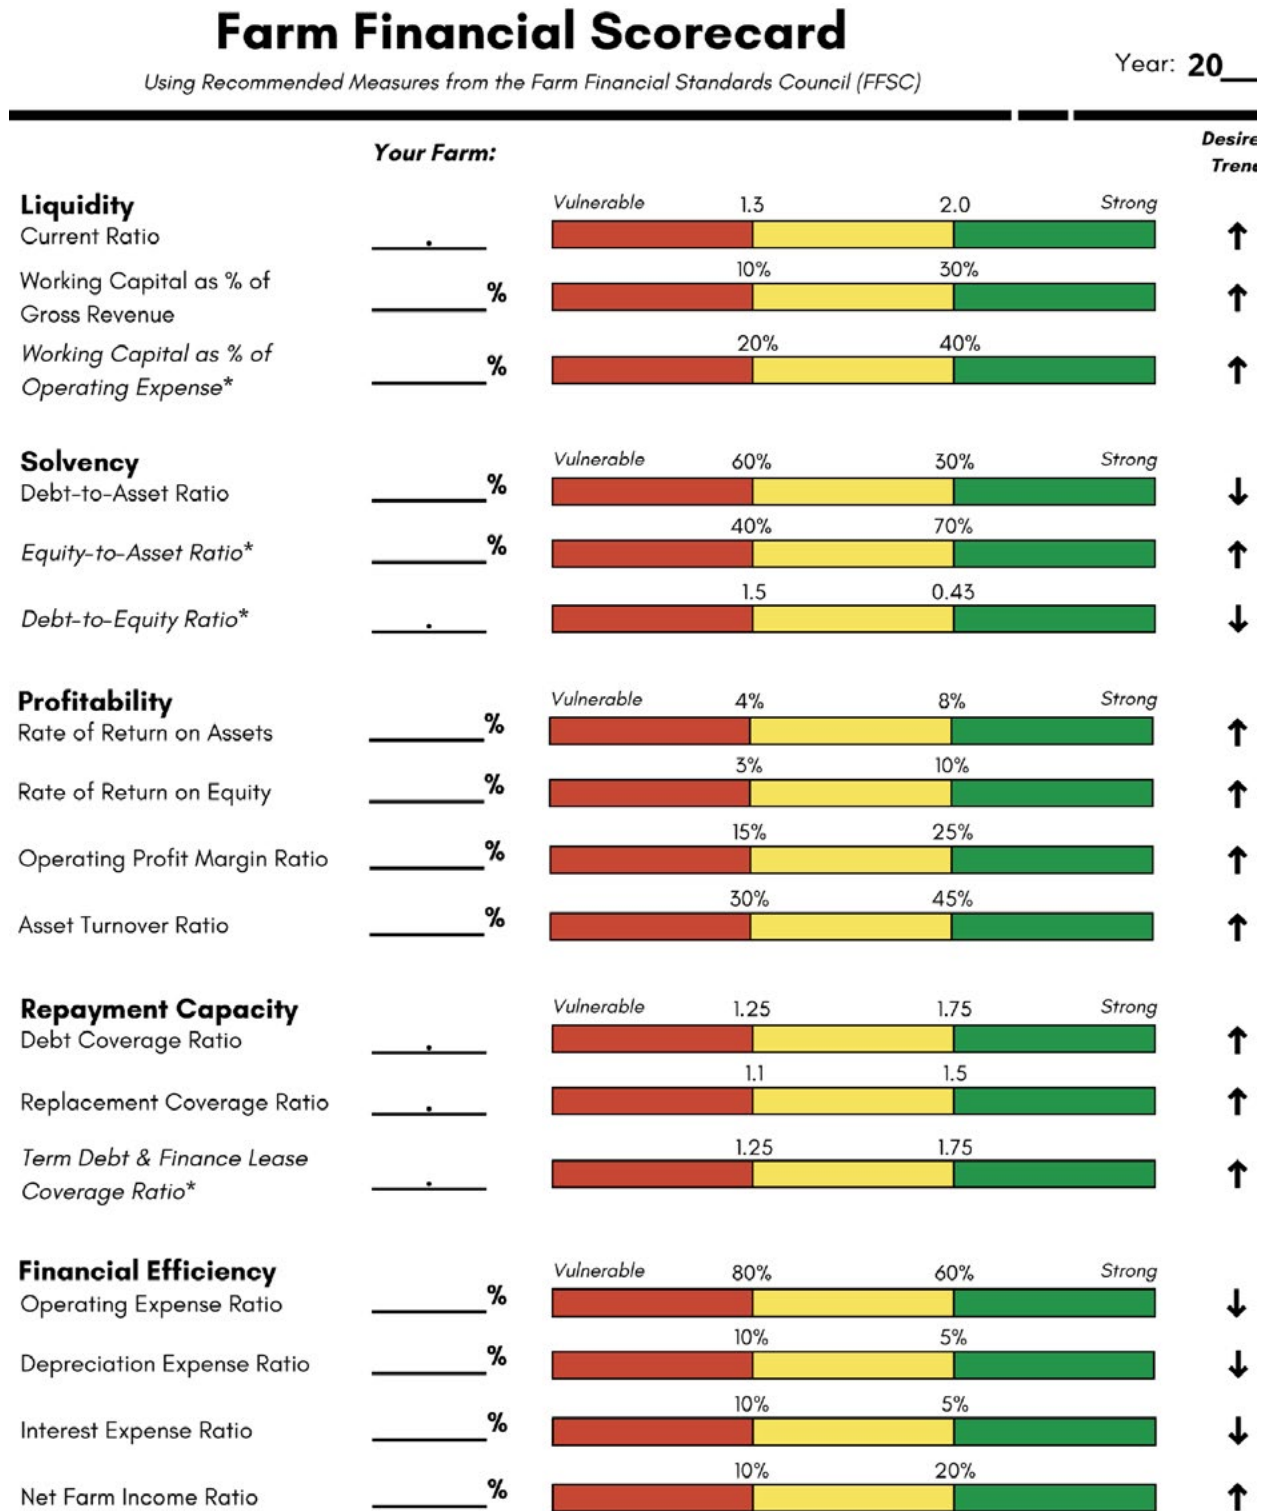 Farm Financial Scorecard
Using Recommended Measures from the Farm Financial Standards Council (FFSC)
Year: 20__
Your Farm:
Desire
Tren
Liquidity
Vulnerable 1.3 2.0 Strong
Current Ratio .
10% 30%
Working Capital as % of %
Gross Revenue
20% 40%
Working Capital as % of %
Operating Expense*
Solvency
Vulnerable 60% 30% Strong
Debt-to-Asset Ratio %
40% 70%
Equity-to-Asset Ratio* %
1.5 0.43
Debt-to-Equity Ratio* .
Profitability
Vulnerable 4% 8% Strong
Rate of Return on Assets %
3% 10%
Rate of Return on Equity %
15% 25%
Operating Profit Margin Ratio %
30% 45%
Asset Turnover Ratio %
Repayment Capacity
Vulnerable 1.25 1.75 Strong
Debt Coverage Ratio .
1.1 1.5
Replacement Coverage Ratio .
1.25 1.75
Term Debt & Finance Lease
Coverage Ratio* .
Financial Efficiency
Vulnerable 80% 60% Strong
Operating Expense Ratio %
10% 5%
Depreciation Expense Ratio %
10% 5%
Interest Expense Ratio %
10% 20%
Net Farm Income Ratio %